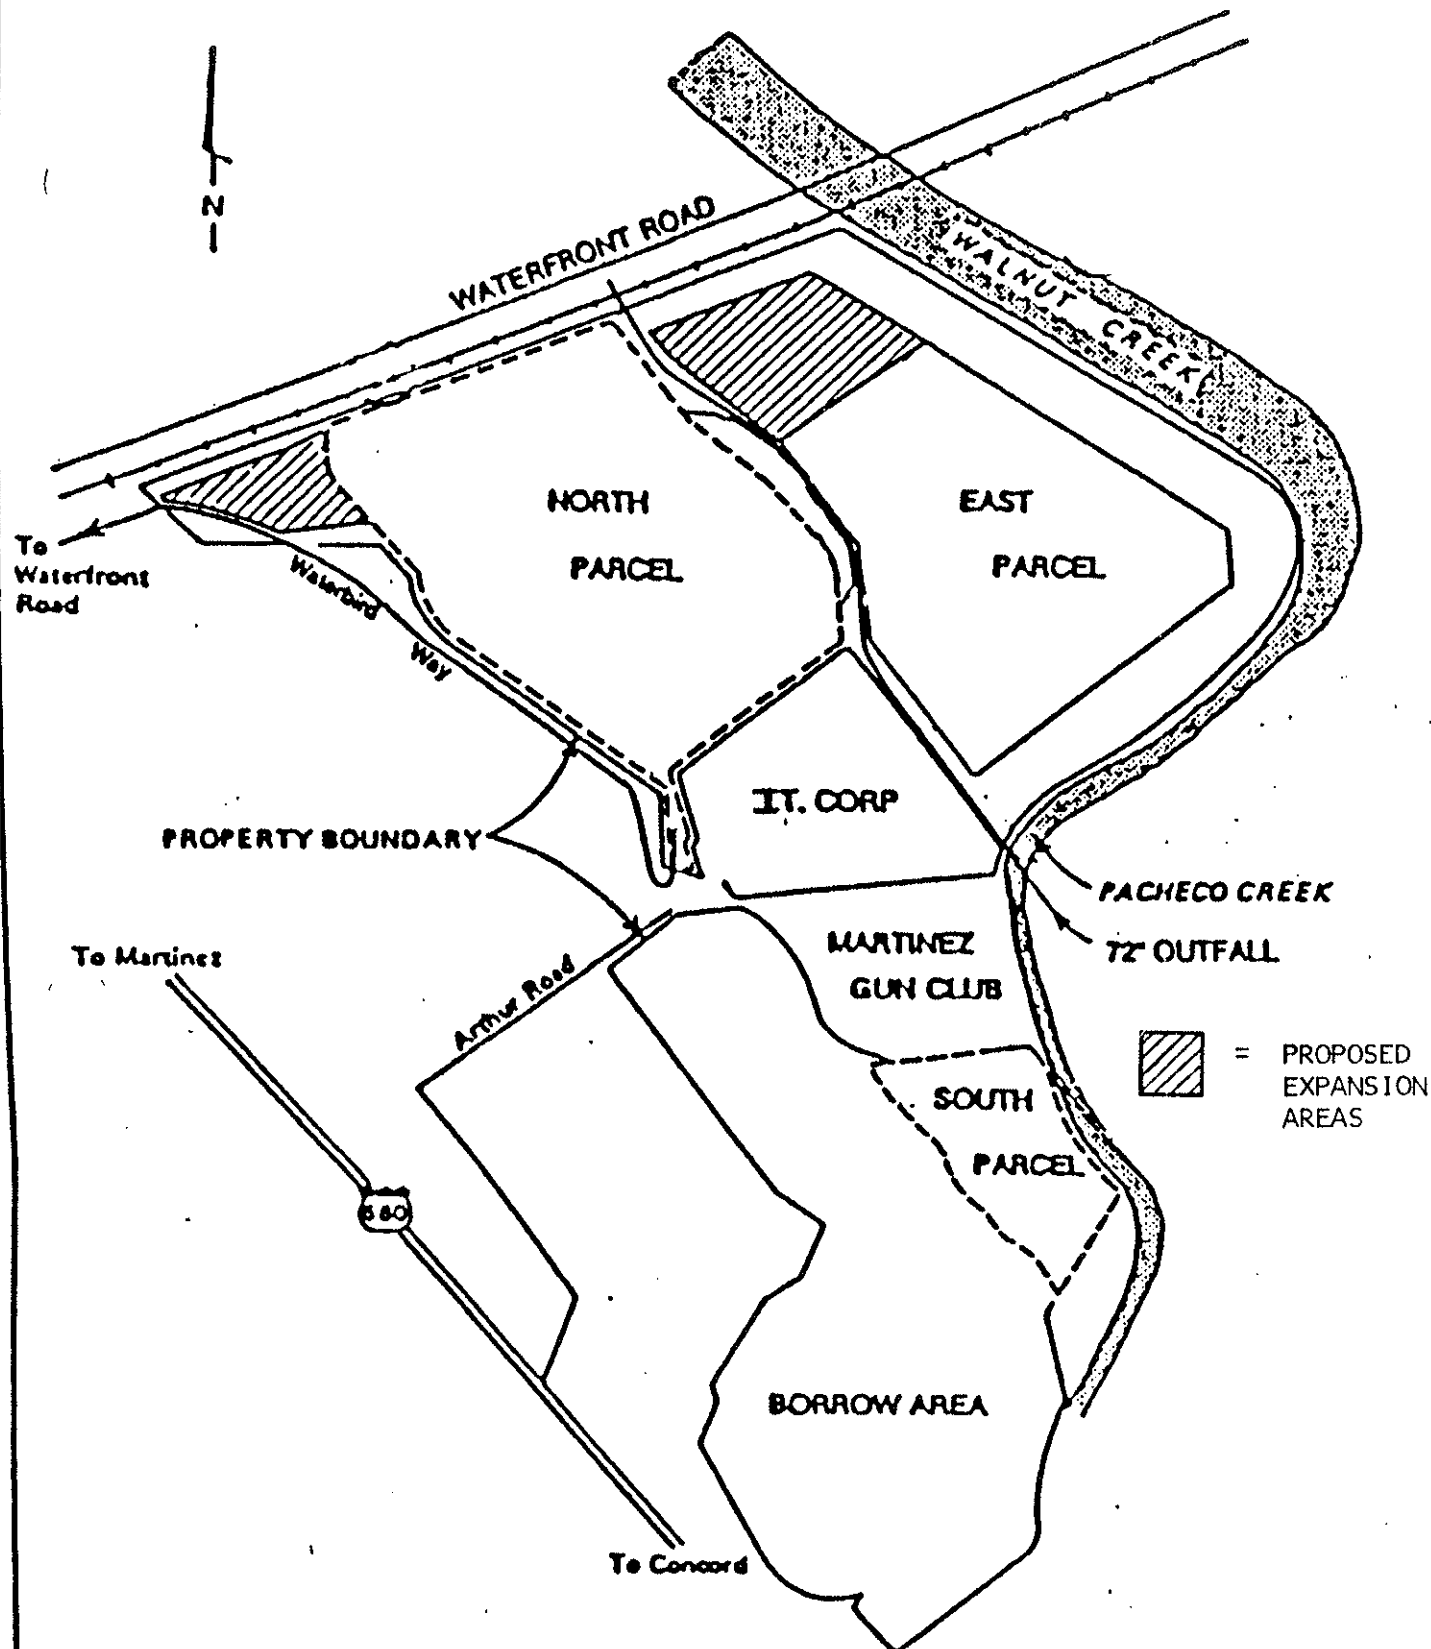 N
WATERFRONT ROAD
WALNUT CREEK
NORTH
PARCEL
EAST
PARCEL
To
Waterfront
Road
Waterbird
Way
I.T. CORP
PROPERTY BOUNDARY
PACHECO CREEK
72" OUTFALL
MARTINEZ
GUN CLUB
To Martinez
Arthur Road
= PROPOSED
EXPANSION
AREAS
SOUTH
PARCEL
680
BORROW AREA
To Concord